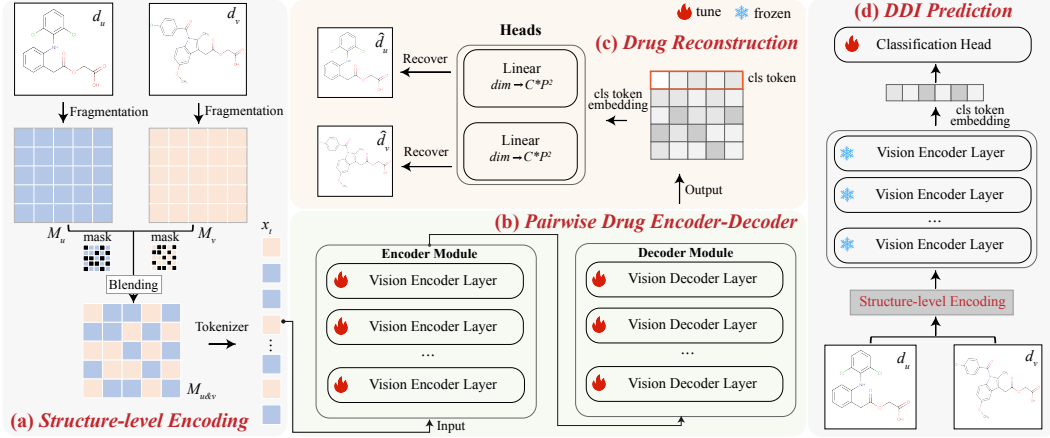 d_u
d_v
Fragmentation
Fragmentation
M_u
mask
mask
M_v
Blending
Tokenizer
M_{u&v}
x_t
(a) Structure-level Encoding
tune
frozen
Heads
(c) Drug Reconstruction
d̂_u
Recover
Linear
dim→C*P²
cls token
embedding
cls token
d̂_v
Recover
Linear
dim→C*P²
Output
(b) Pairwise Drug Encoder-Decoder
Encoder Module
Vision Encoder Layer
Vision Encoder Layer
...
Vision Encoder Layer
Input
Decoder Module
Vision Decoder Layer
Vision Decoder Layer
...
Vision Decoder Layer
(d) DDI Prediction
Classification Head
cls token
embedding
Vision Encoder Layer
Vision Encoder Layer
...
Vision Encoder Layer
Structure-level Encoding
d_u
d_v